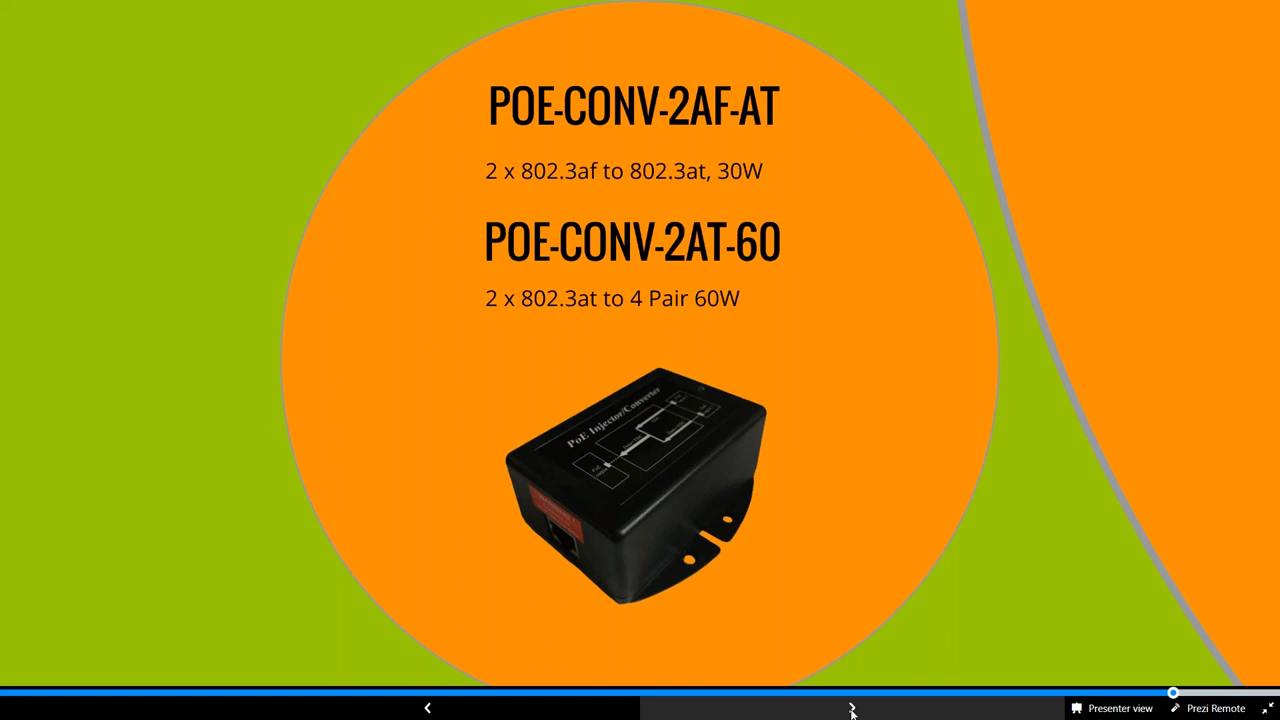 POE-CONV-2AF-AT
2 x 802.3af to 802.3at, 30W
POE-CONV-2AT-60
2 x 802.3at to 4 Pair 60W
PoE Injector/Converter
Presenter view
Prezi Remote